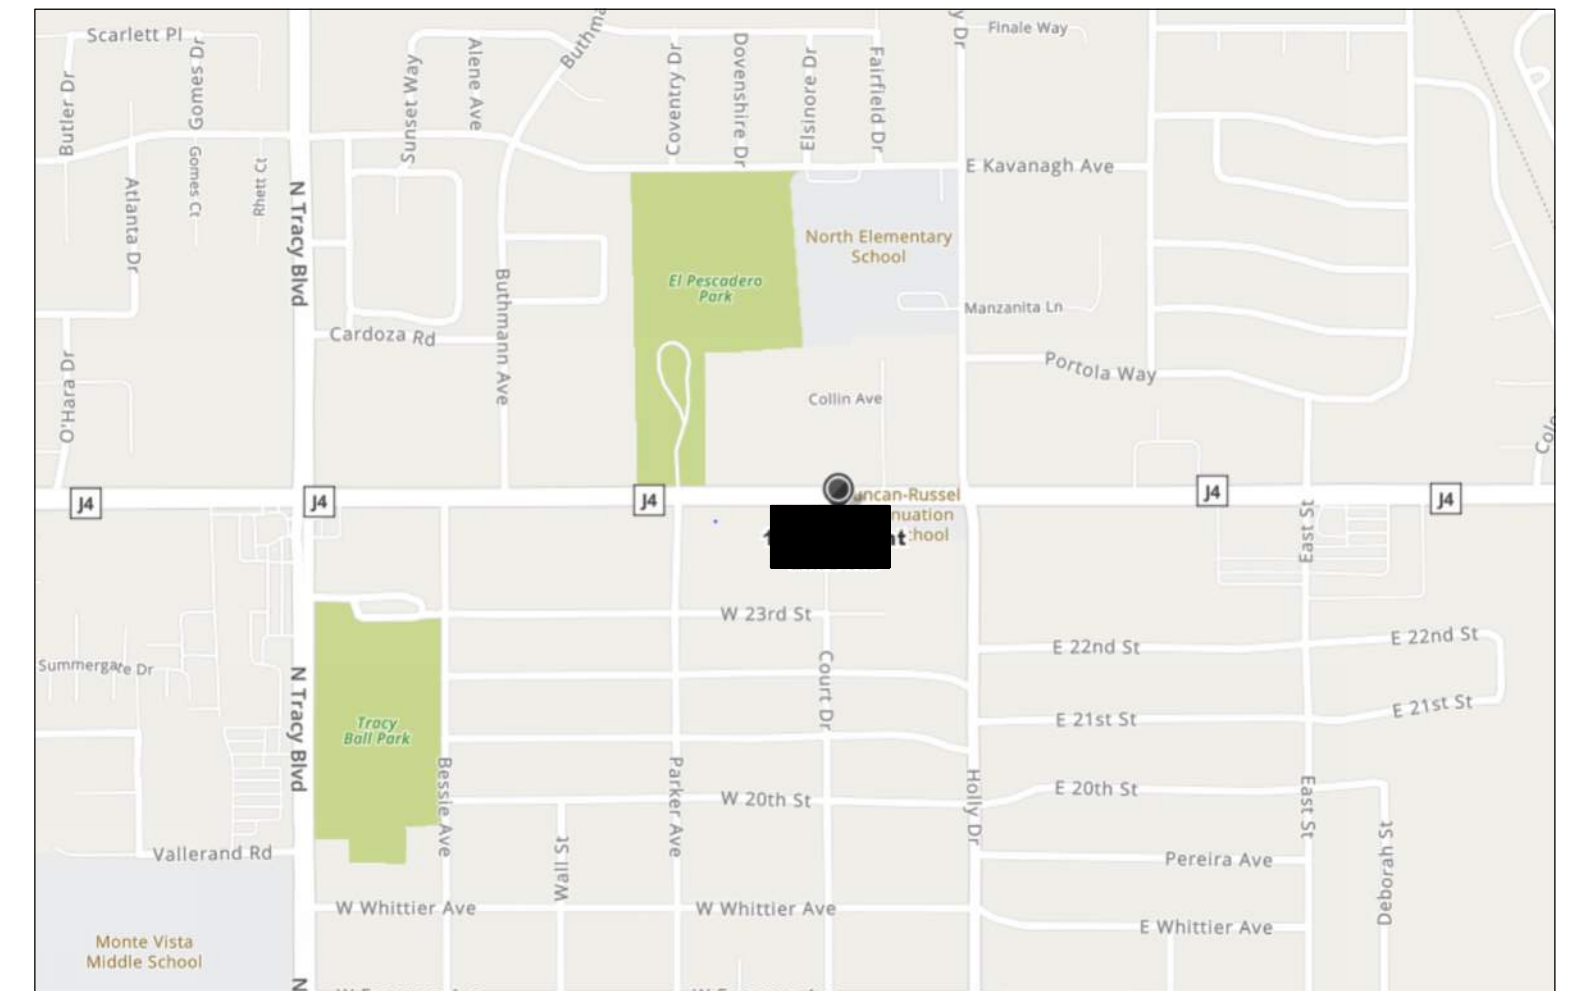 Scarlett Pl
Gomes Dr
Butler Dr
Sunset Way
Alene Ave
Coventry Dr
Dovenshire Dr
Elsinore Dr
Fairfield Dr
y Dr
Finale Way
Atlanta Dr
Gomes Ct
Rhett Ct
N Tracy Blvd
E Kavanagh Ave
North Elementary
School
El Pescadero
Park
Buthmann Ave
Manzanita Ln
Cardoza Rd
O'Hara Dr
Portola Way
Collin Ave
J4
J4
J4
J4
J4
East St
W 23rd St
E 22nd St
E 22nd St
Summergate Dr
Court Dr
N Tracy Blvd
E 21st St
E 21st St
Tracy
Ball Park
Bessie Ave
Parker Ave
W 20th St
Holly Dr
E 20th St
East St
Wall St
Vallerand Rd
Pereira Ave
Deborah St
W Whittier Ave
W Whittier Ave
E Whittier Ave
Monte Vista
Middle School
N